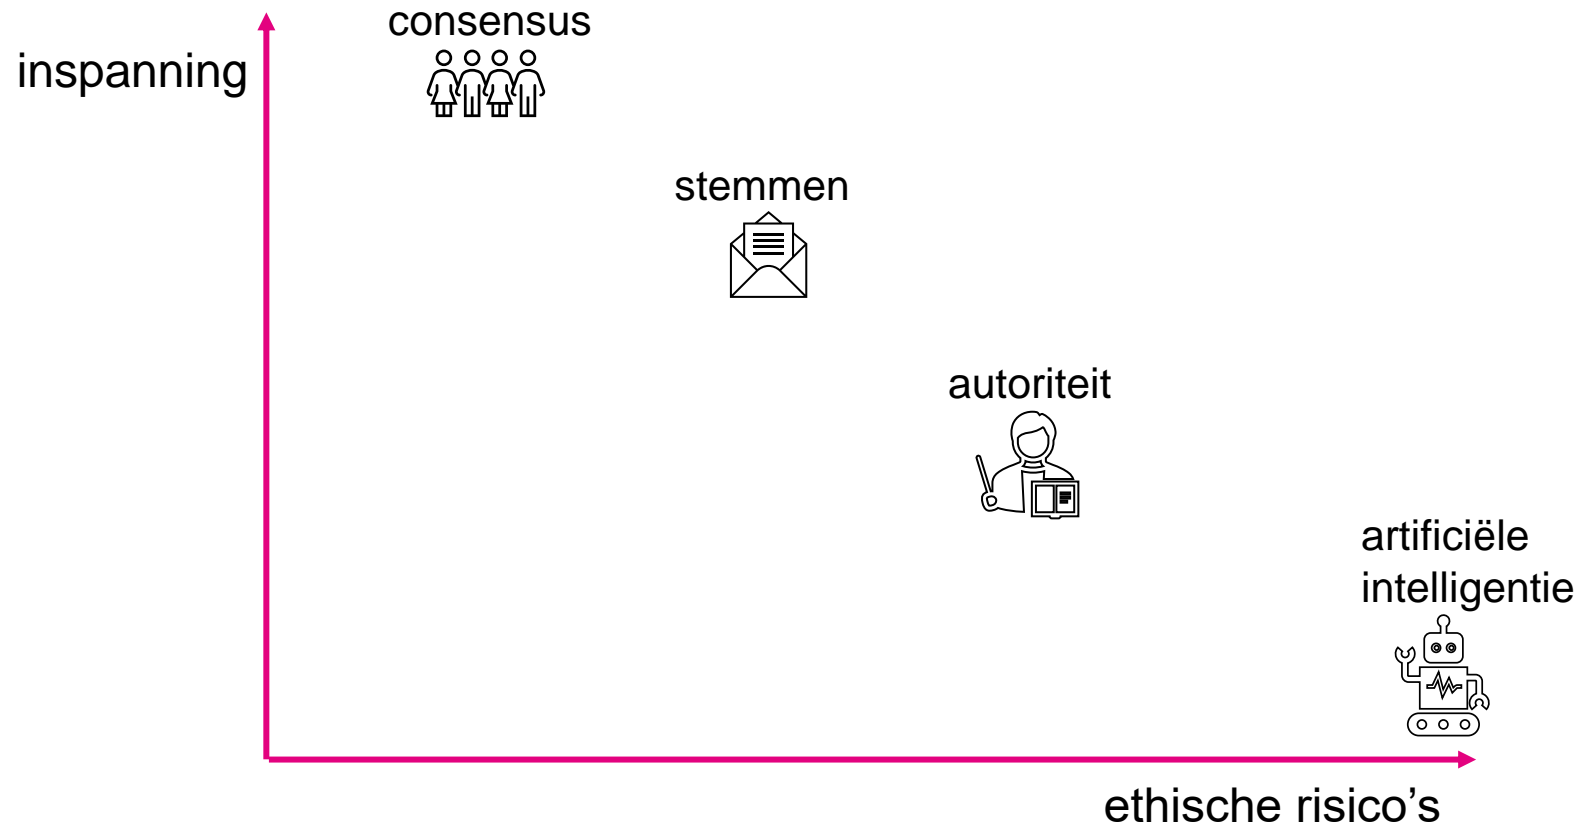 consensus
inspanning
stemmen
autoriteit
artificiële
intelligentie
ethische risico’s